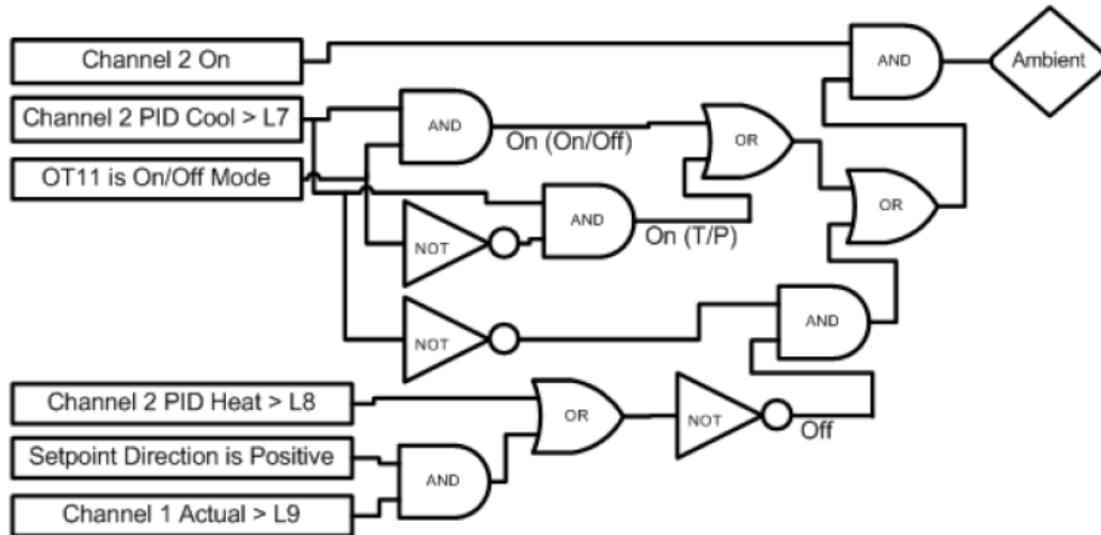 Channel 2 On
AND
Ambient
Channel 2 PID Cool > L7
AND
On (On/Off)
OR
OT11 is On/Off Mode
AND
On (T/P)
OR
NOT
NOT
AND
Channel 2 PID Heat > L8
OR
NOT
Off
Setpoint Direction is Positive
AND
Channel 1 Actual > L9